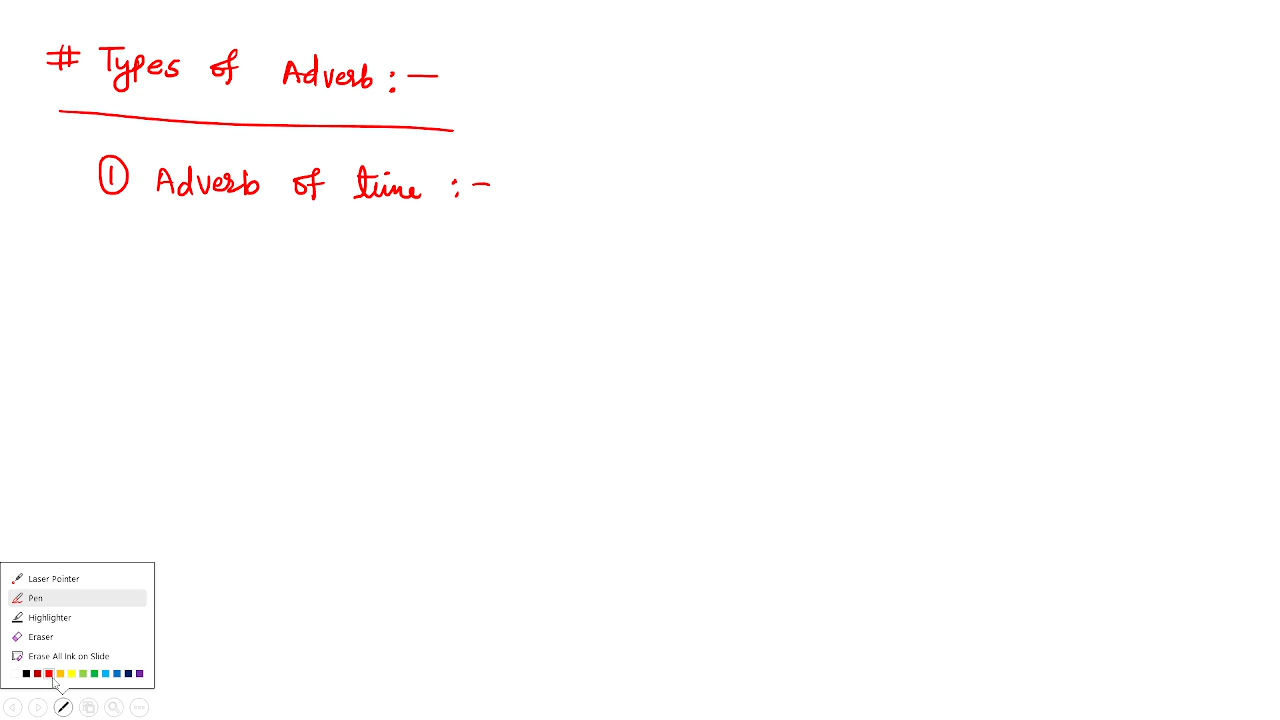 # Types of Adverb :-
① Adverb of time :-
Laser Pointer
Pen
Highlighter
Eraser
Erase All Ink on Slide